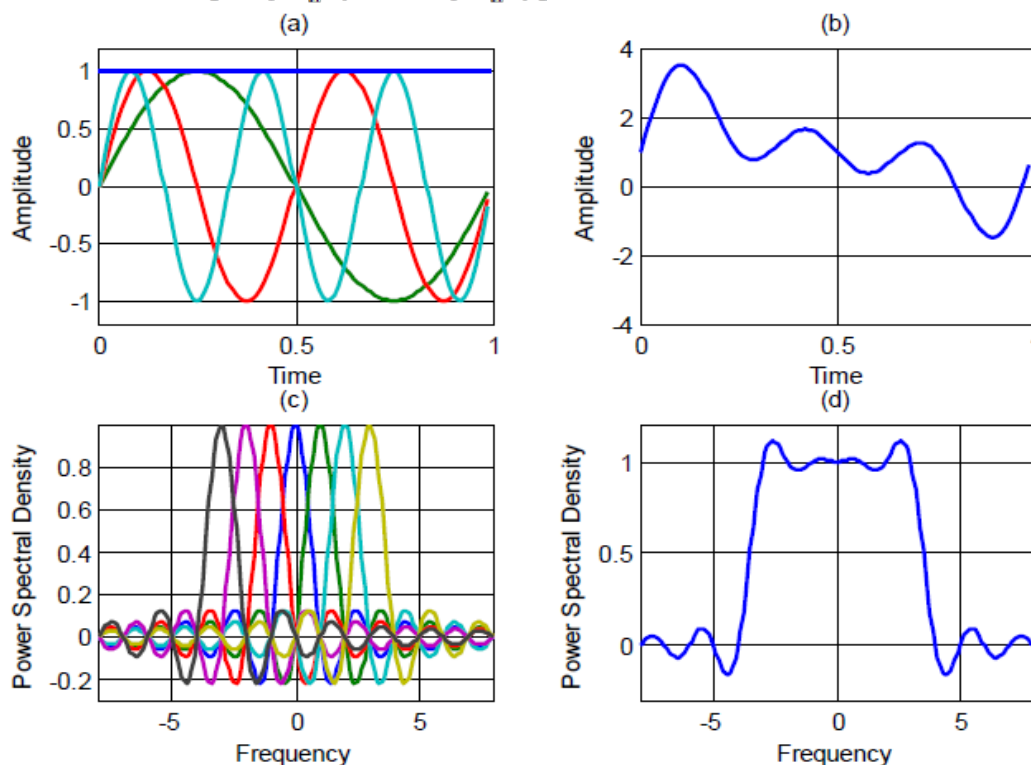 (a)
1
0.5
0
-0.5
-1
Amplitude
0 0.5 1
Time
(b)
4
2
0
-2
-4
Amplitude
0 0.5
Time
(c)
0.8
0.6
0.4
0.2
0
-0.2
Power Spectral Density
-5 0 5
Frequency
(d)
1
0.5
0
Power Spectral Density
-5 0 5
Frequency